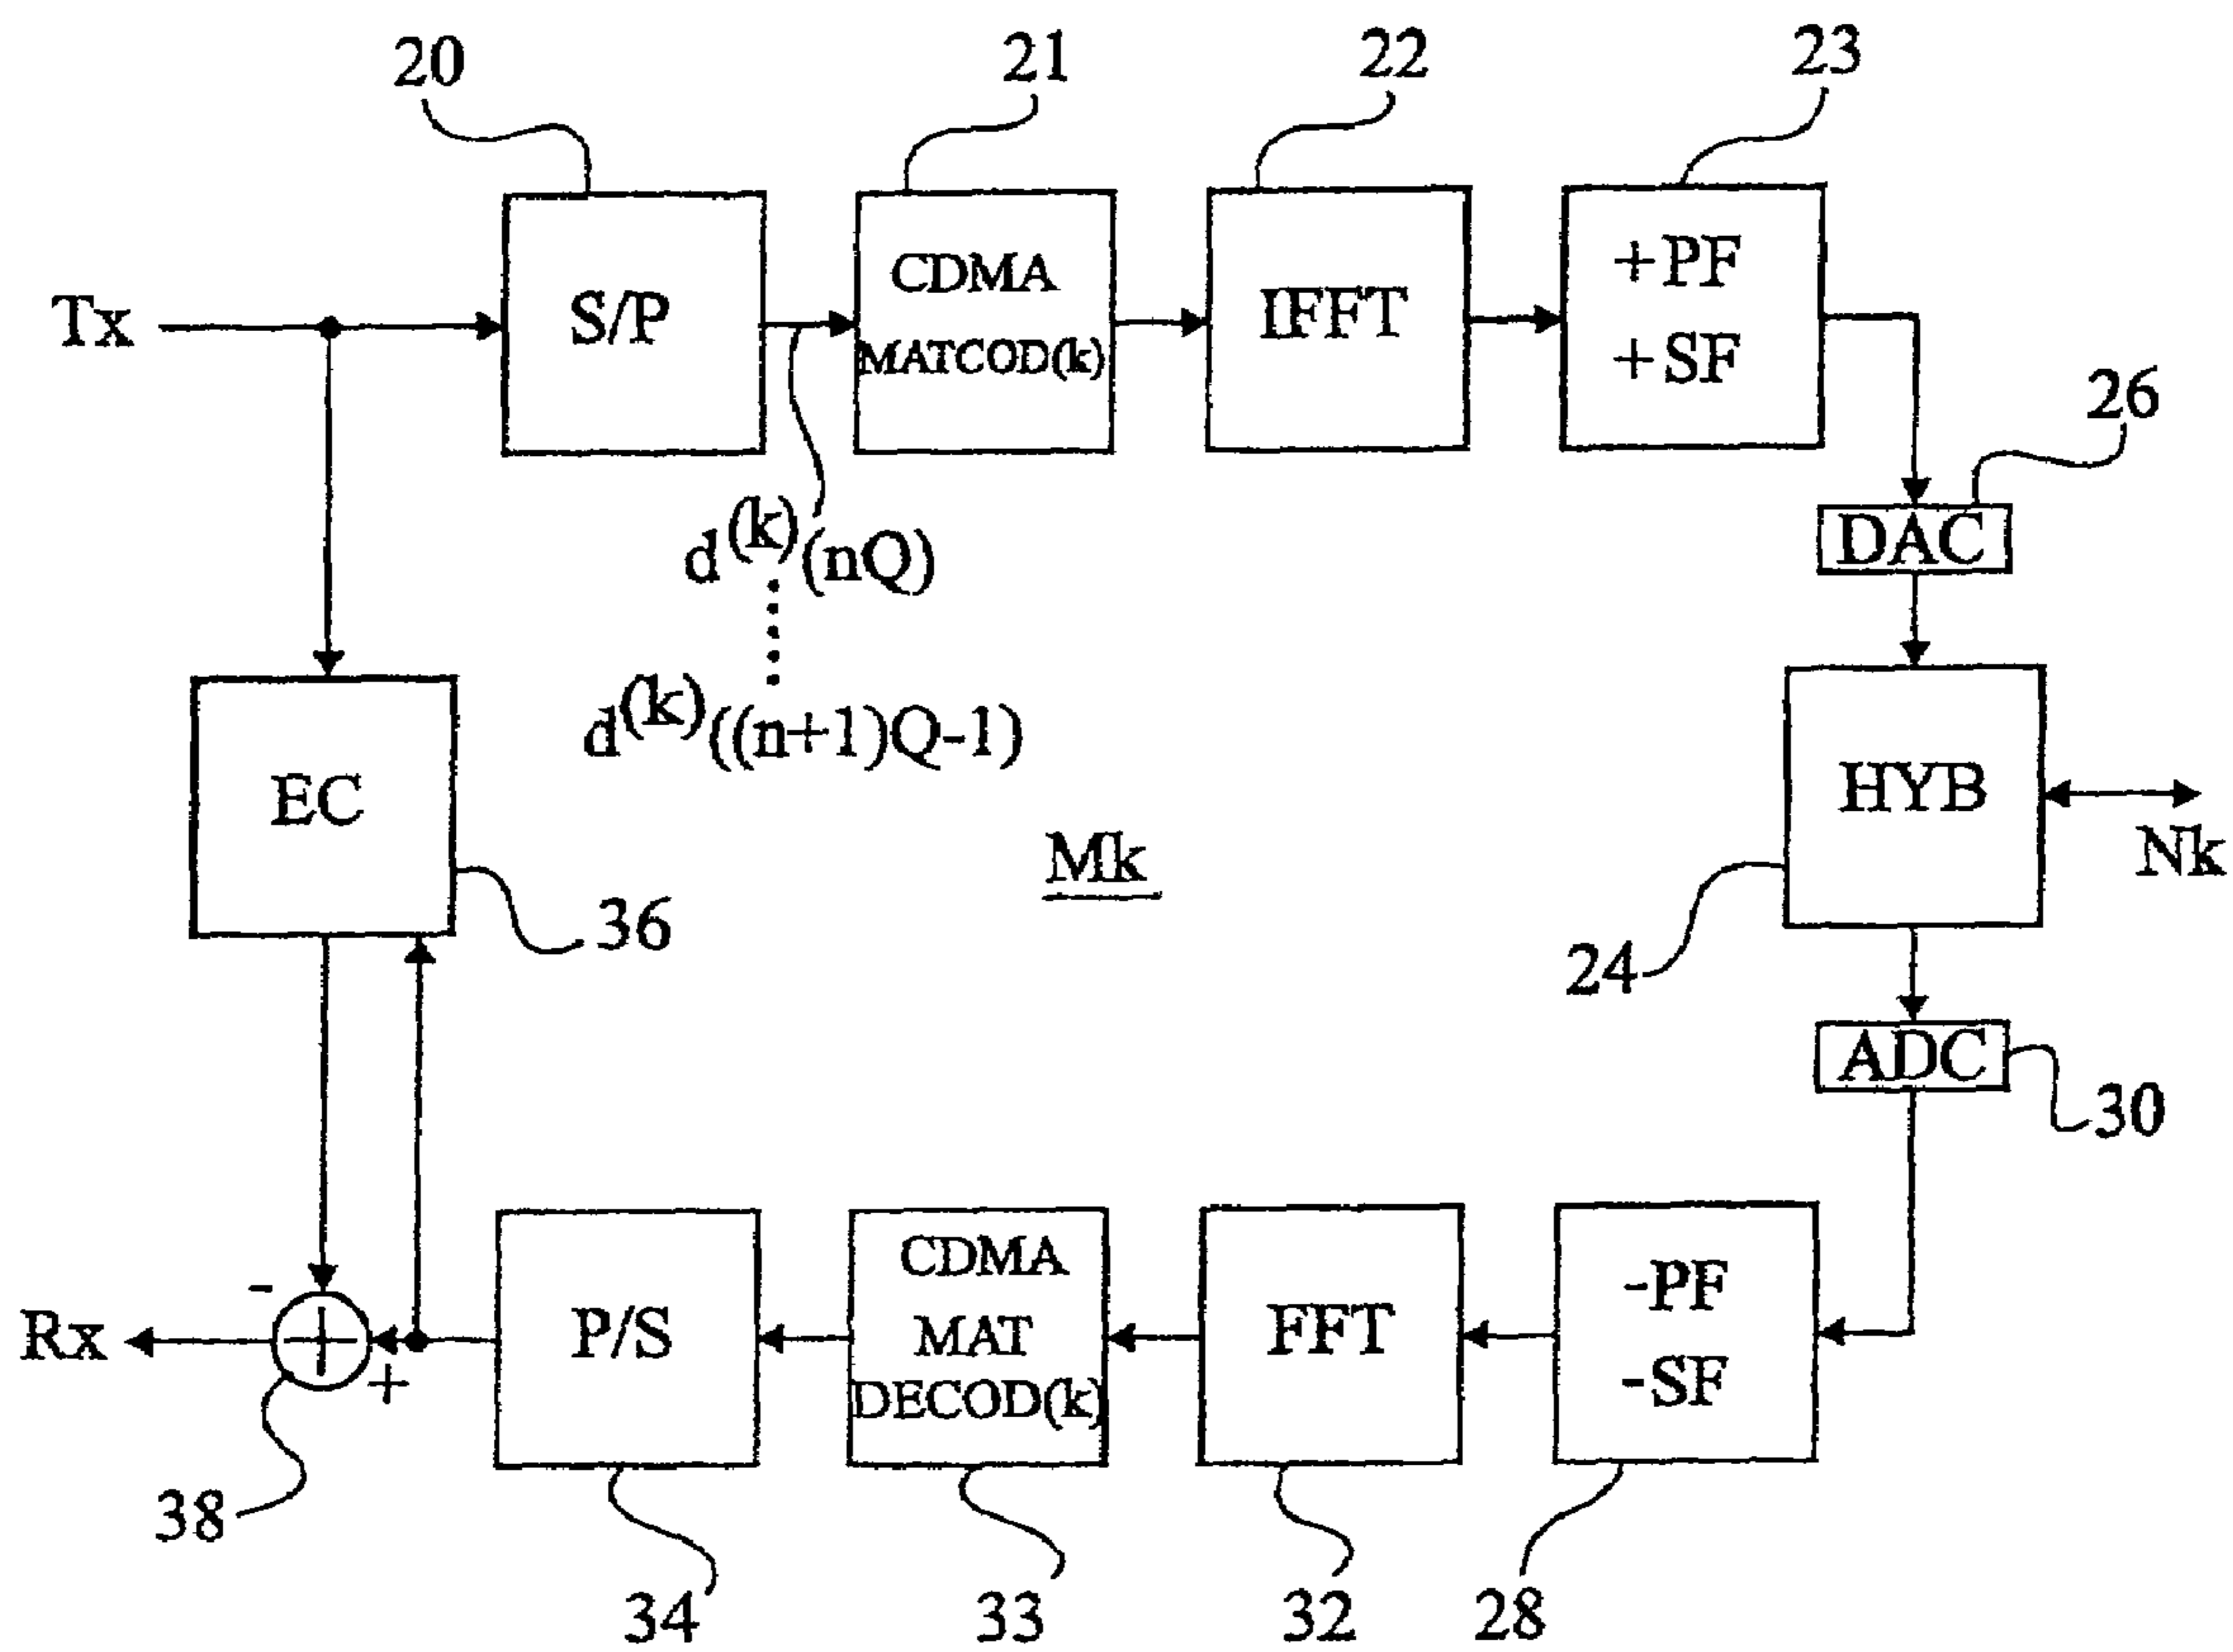 20
21
22
23
Tx
S/P
CDMA
MATCOD(k)
IFFT
+PF
+SF
26
DAC
d(k)(nQ)
d(k)((n+1)Q-1)
EC
36
Mk
HYB
Nk
24
ADC
30
Rx
-
+
38
P/S
CDMA
MAT
DECOD(k)
FFT
-PF
-SF
34
33
32
28